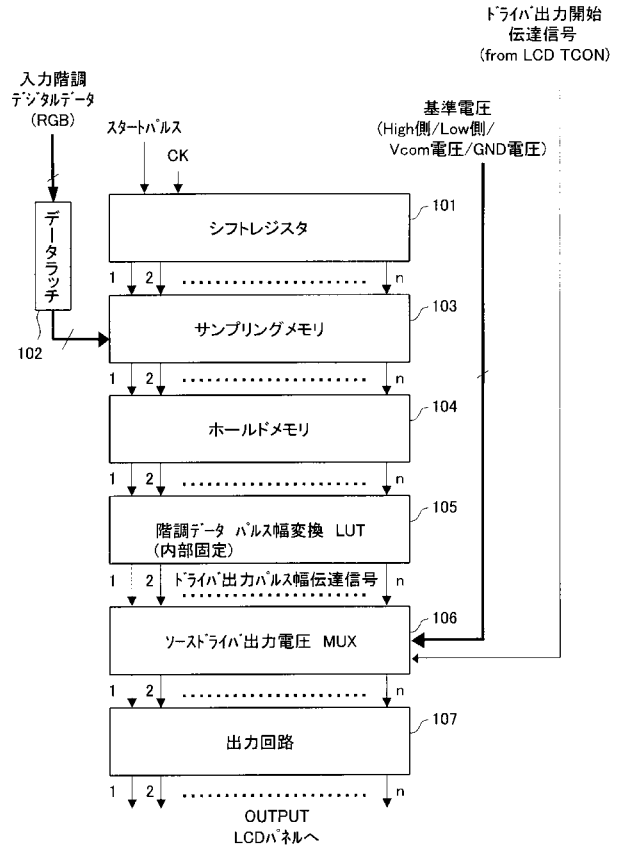 ドライバ出力開始
伝達信号
(from LCD TCON)
入力階調
デジタルデータ
(RGB)
基準電圧
(High側/Low側/
Vcom電圧/GND電圧)
スタートパルス
CK
データラッチ
102
シフトレジスタ
101
1 2 n
サンプリングメモリ
103
1 2 n
ホールドメモリ
104
1 2 n
階調データ パルス幅変換 LUT
(内部固定)
105
1 2 ドライバ出力パルス幅伝達信号 n
ソースドライバ出力電圧 MUX
106
1 2 n
出力回路
107
1 2 n
OUTPUT
LCDパネルへ